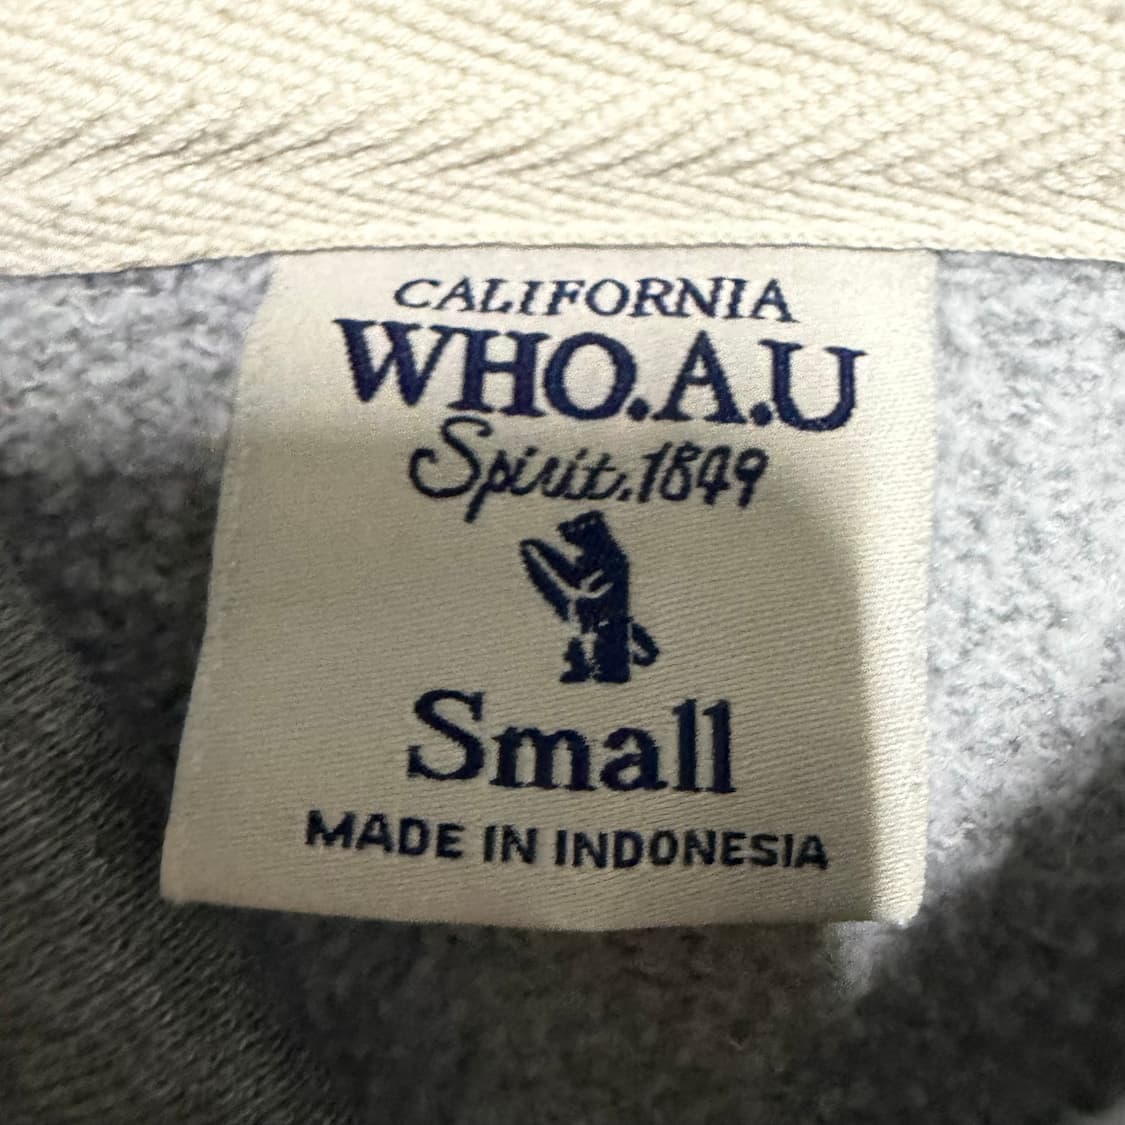 CALIFORNIA
WHO.A.U
Spirit.1849
Small
MADE IN INDONESIA